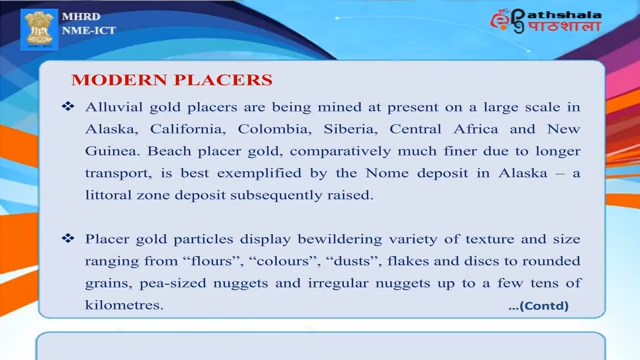 MHRD
NME-ICT
athshala
पाठशाला
MODERN PLACERS
❖ Alluvial gold placers are being mined at present on a large scale in
Alaska, California, Colombia, Siberia, Central Africa and New
Guinea. Beach placer gold, comparatively much finer due to longer
transport, is best exemplified by the Nome deposit in Alaska – a
littoral zone deposit subsequently raised.
❖ Placer gold particles display bewildering variety of texture and size
ranging from “flours”, “colours”, “dusts”, flakes and discs to rounded
grains, pea-sized nuggets and irregular nuggets up to a few tens of
kilometres.
...(Contd)